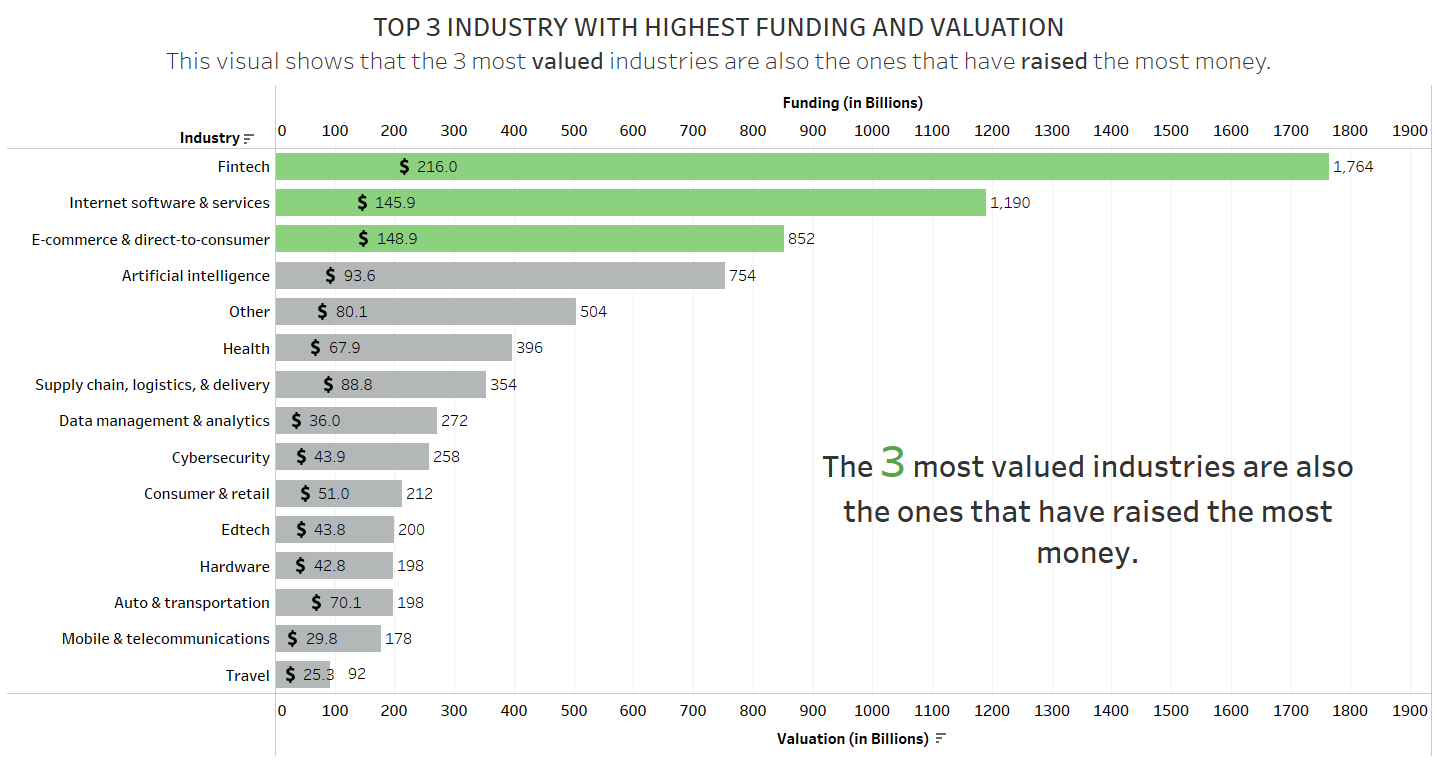 TOP 3 INDUSTRY WITH HIGHEST FUNDING AND VALUATION
This visual shows that the 3 most valued industries are also the ones that have raised the most money.
Funding (in Billions)
Industry 0 100 200 300 400 500 600 700 800 900 1000 1100 1200 1300 1400 1500 1600 1700 1800 1900
Fintech $ 216.0 1,764
Internet software & services $ 145.9 1,190
E-commerce & direct-to-consumer $ 148.9 852
Artificial intelligence $ 93.6 754
Other $ 80.1 504
Health $ 67.9 396
Supply chain, logistics, & delivery $ 88.8 354
Data management & analytics $ 36.0 272
Cybersecurity $ 43.9 258
Consumer & retail $ 51.0 212
Edtech $ 43.8 200
Hardware $ 42.8 198
Auto & transportation $ 70.1 198
Mobile & telecommunications $ 29.8 178
Travel $ 25.3 92
The 3 most valued industries are also
the ones that have raised the most
money.
0 100 200 300 400 500 600 700 800 900 1000 1100 1200 1300 1400 1500 1600 1700 1800 1900
Valuation (in Billions)